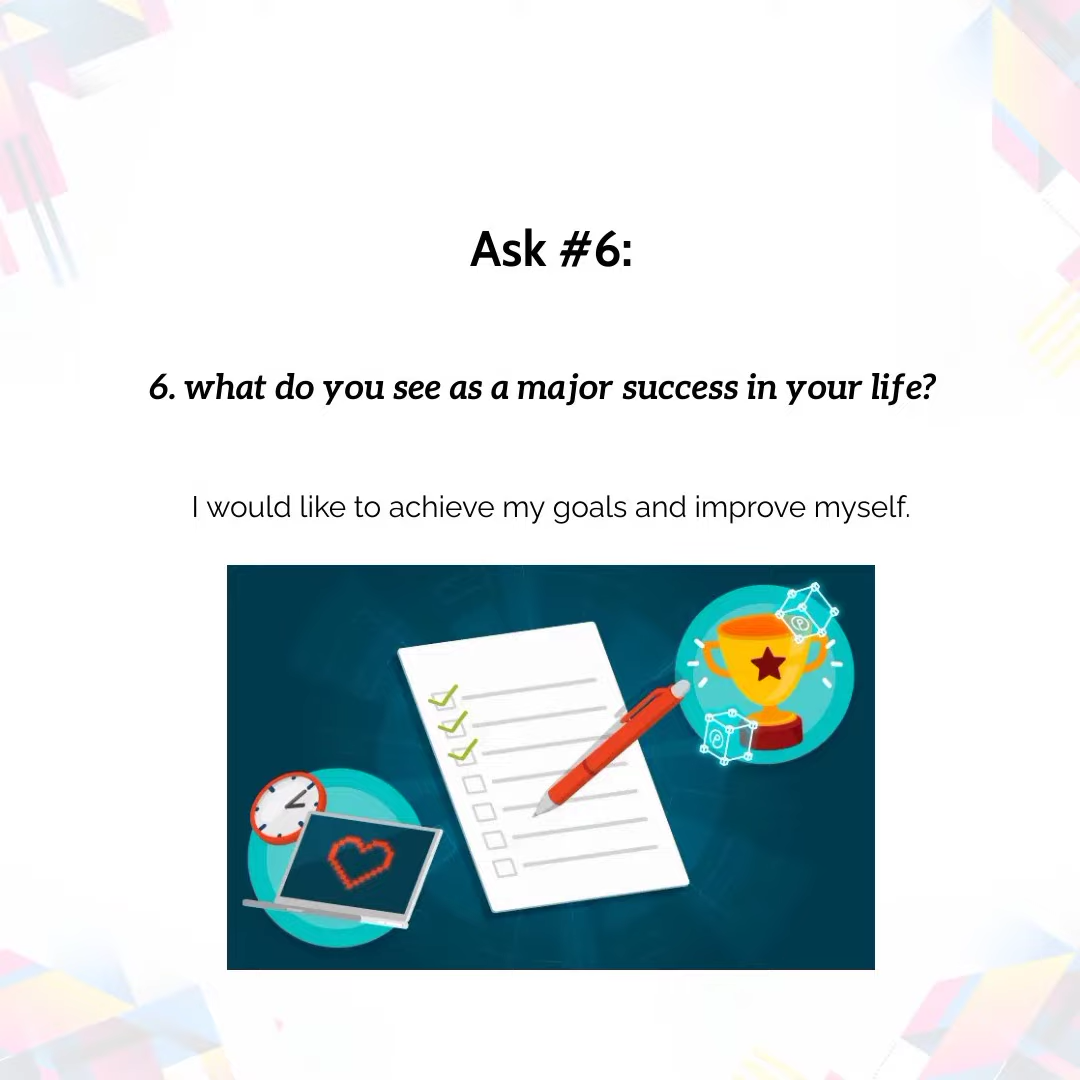 Ask #6:
6. what do you see as a major success in your life?
I would like to achieve my goals and improve myself.